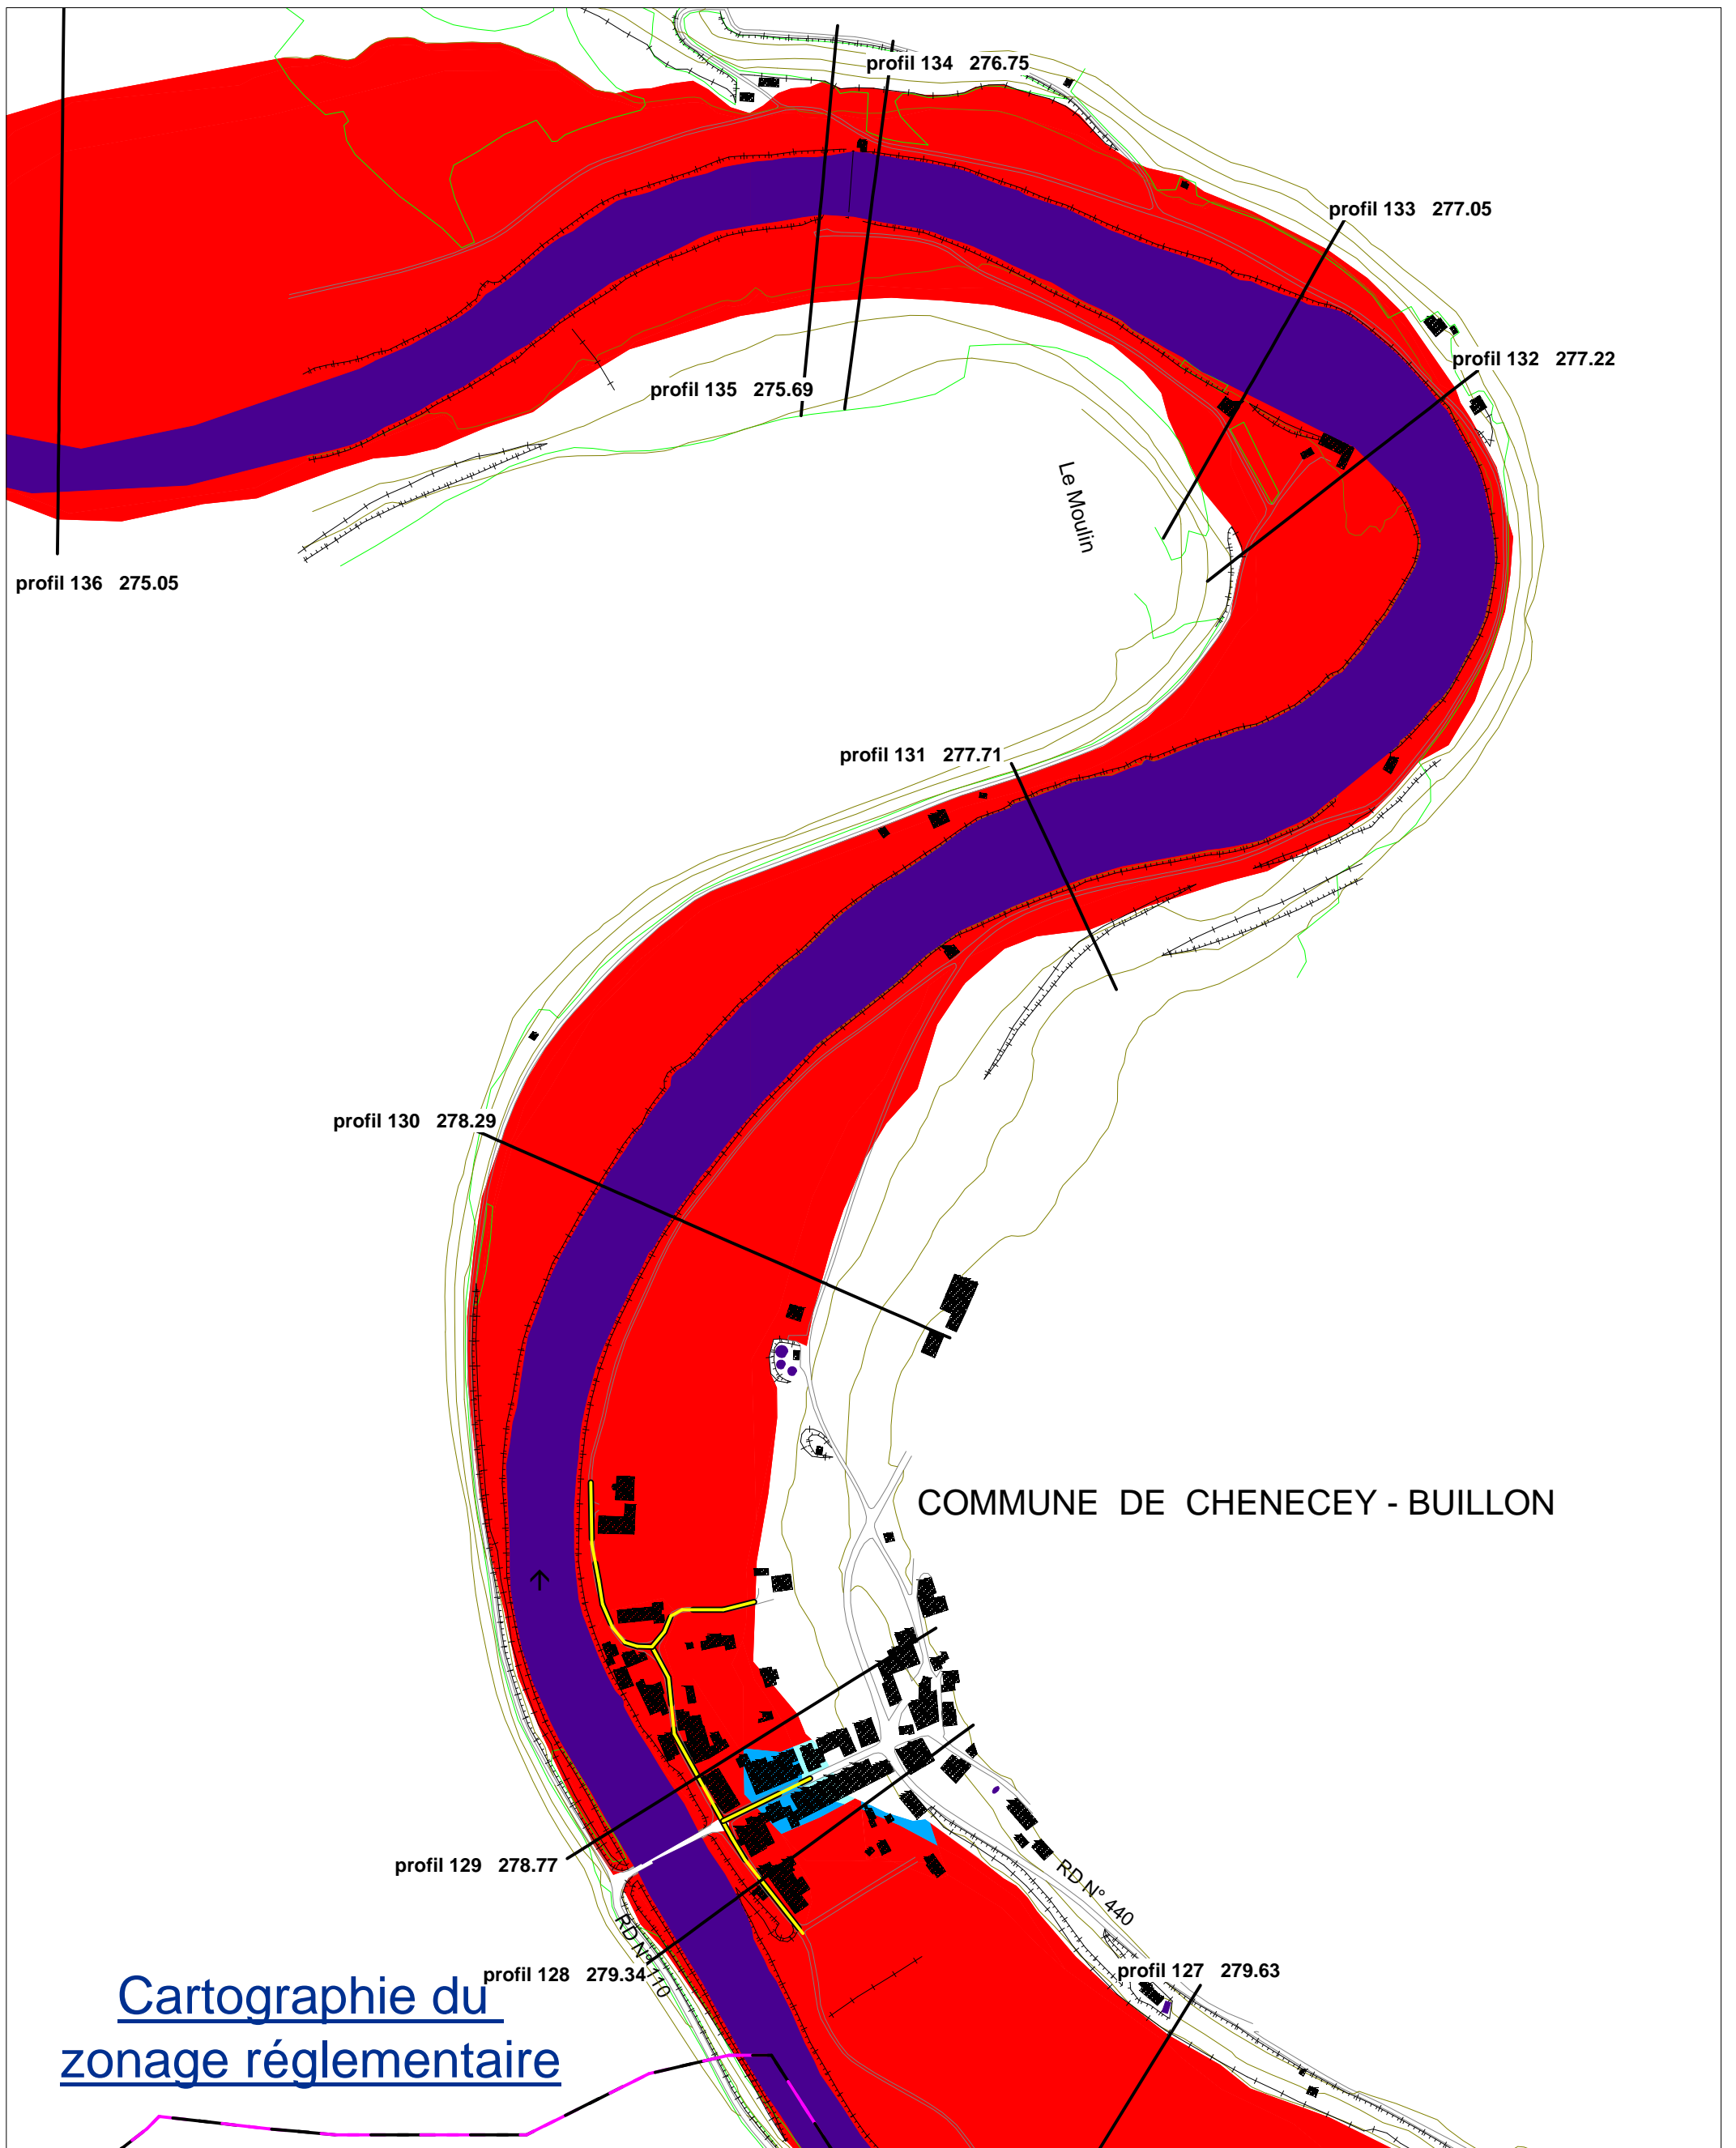 profil 134 276.75
profil 133 277.05
profil 132 277.22
profil 135 275.69
Le Moulin
profil 136 275.05
profil 131 277.71
profil 130 278.29
COMMUNE DE CHENECEY - BUILLON
profil 129 278.77
RD N° 440
RD N° 110
profil 128 279.34
profil 127 279.63
Cartographie du
zonage réglementaire